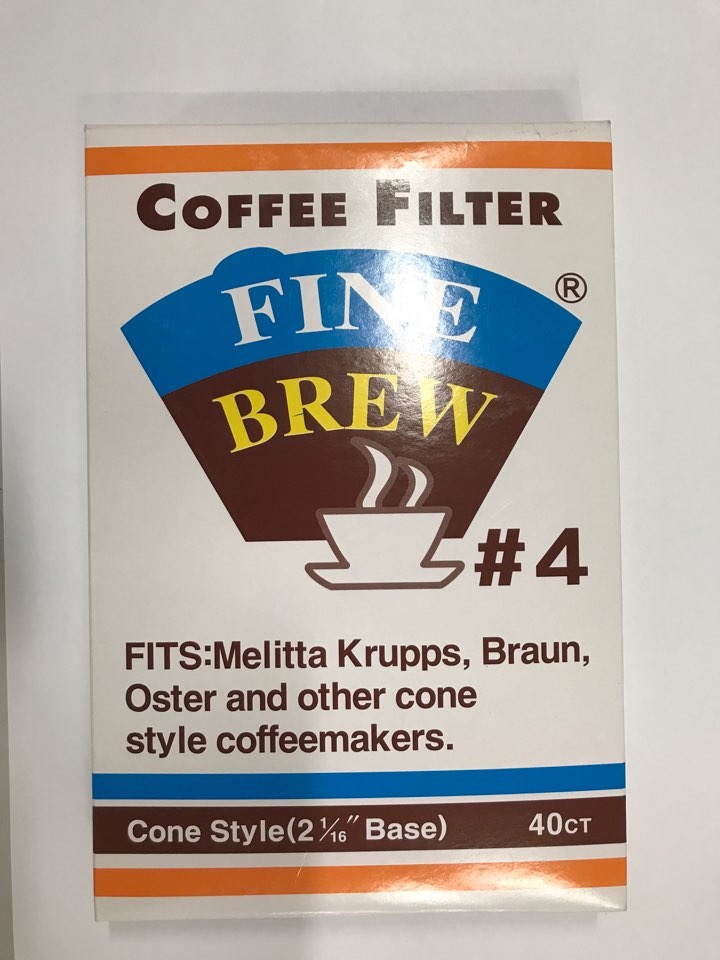 COFFEE FILTER
FINE
®
BREW
#4
FITS:Melitta Krupps, Braun,
Oster and other cone
style coffeemakers.
Cone Style(2 1/16″ Base) 40CT